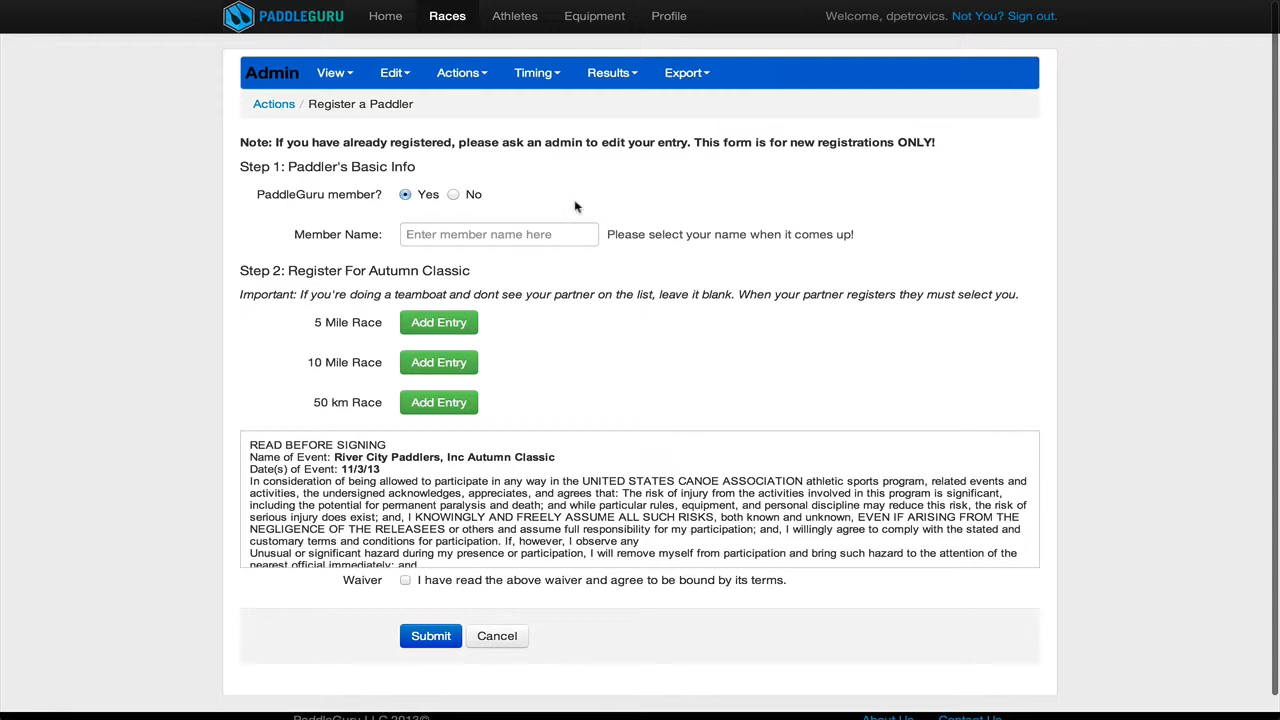 PADDLEGURU Home Races Athletes Equipment Profile Welcome, dpetrovics. Not You? Sign out.
Admin View Edit Actions Timing Results Export
Actions / Register a Paddler
Note: If you have already registered, please ask an admin to edit your entry. This form is for new registrations ONLY!
Step 1: Paddler's Basic Info
PaddleGuru member? Yes No
Member Name: Enter member name here Please select your name when it comes up!
Step 2: Register For Autumn Classic
Important: If you're doing a teamboat and dont see your partner on the list, leave it blank. When your partner registers they must select you.
5 Mile Race Add Entry
10 Mile Race Add Entry
50 km Race Add Entry
READ BEFORE SIGNING
Name of Event: River City Paddlers, Inc Autumn Classic
Date(s) of Event: 11/3/13
In consideration of being allowed to participate in any way in the UNITED STATES CANOE ASSOCIATION athletic sports program, related events and
activities, the undersigned acknowledges, appreciates, and agrees that: The risk of injury from the activities involved in this program is significant,
including the potential for permanent paralysis and death; and while particular rules, equipment, and personal discipline may reduce this risk, the risk of
serious injury does exist; and, I KNOWINGLY AND FREELY ASSUME ALL SUCH RISKS, both known and unknown, EVEN IF ARISING FROM THE
NEGLIGENCE OF THE RELEASEES or others and assume full responsibility for my participation; and, I willingly agree to comply with the stated and
customary terms and conditions for participation. If, however, I observe any
Unusual or significant hazard during my presence or participation, I will remove myself from participation and bring such hazard to the attention of the
nearest official immediately; and
Waiver I have read the above waiver and agree to be bound by its terms.
Submit Cancel
PaddleGuru LLC 2013© About Us Contact Us